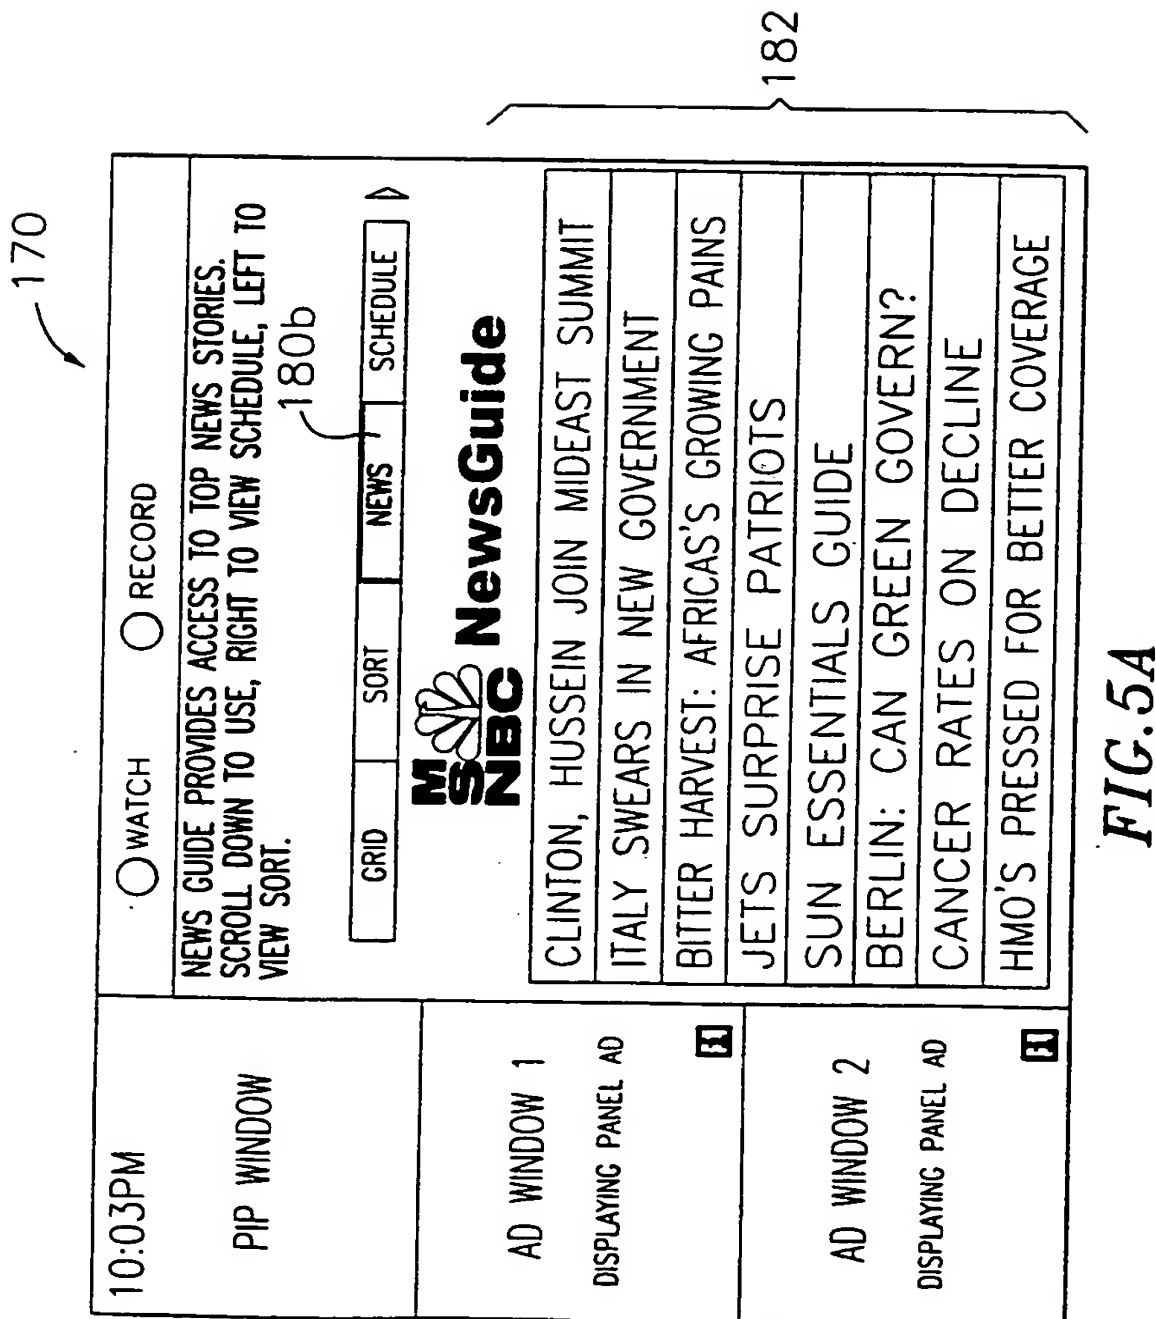 170
10:03PM
PIP WINDOW
AD WINDOW 1
DISPLAYING PANEL AD
AD WINDOW 2
DISPLAYING PANEL AD
WATCH RECORD
NEWS GUIDE PROVIDES ACCESS TO TOP NEWS STORIES.
SCROLL DOWN TO USE, RIGHT TO VIEW SCHEDULE, LEFT TO
VIEW SORT.
180b
GRID SORT NEWS SCHEDULE
MSNBC NewsGuide
CLINTON, HUSSEIN JOIN MIDEAST SUMMIT
ITALY SWEARS IN NEW GOVERNMENT
BITTER HARVEST: AFRICAS'S GROWING PAINS
JETS SURPRISE PATRIOTS
SUN ESSENTIALS GUIDE
BERLIN: CAN GREEN GOVERN?
CANCER RATES ON DECLINE
HMO'S PRESSED FOR BETTER COVERAGE
182
FIG.5A